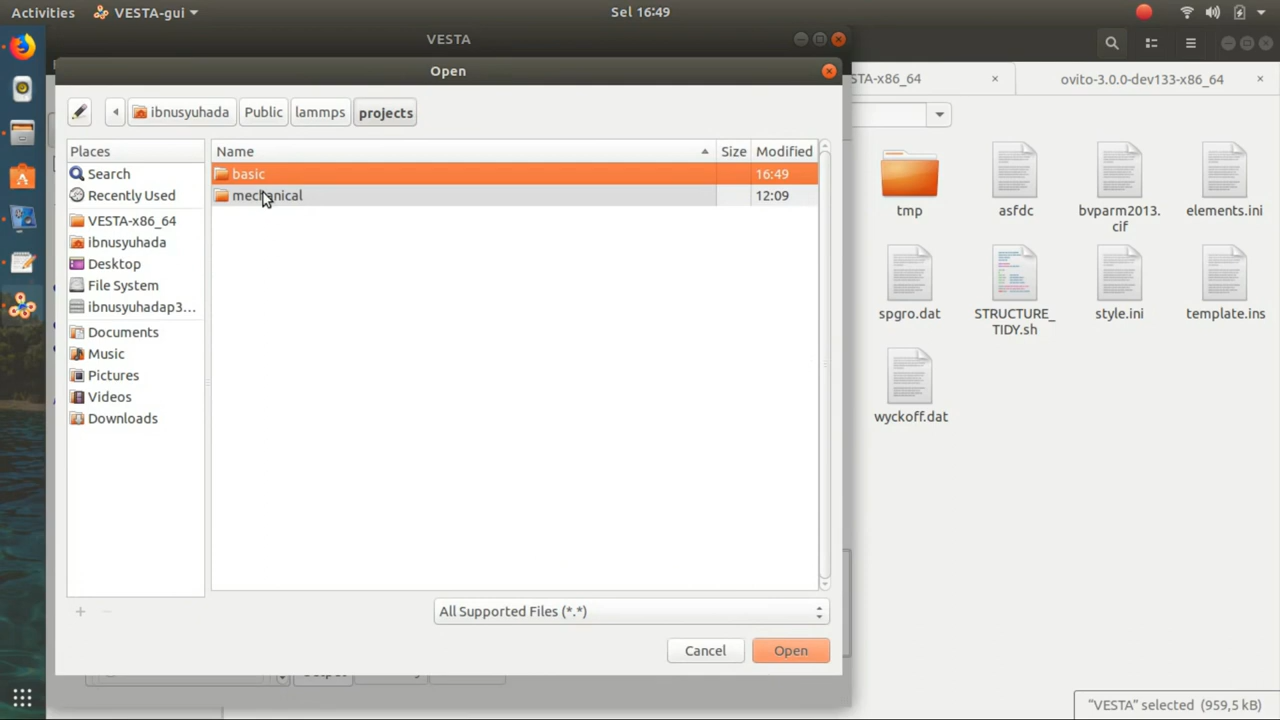 Activities
VESTA-gui
Sel 16:49
VESTA
Open
STA-x86_64
ovito-3.0.0-dev133-x86_64
ibnusyuhada
Public
lammps
projects
Places
Name
Size
Modified
Search
basic
16:49
Recently Used
mechanical
12:09
VESTA-x86_64
ibnusyuhada
Desktop
File System
ibnusyuhadap3...
Documents
Music
Pictures
Videos
Downloads
tmp
asfdc
bvparm2013.
cif
elements.ini
spgro.dat
STRUCTURE_
TIDY.sh
style.ini
template.ins
wyckoff.dat
All Supported Files (*.*)
Cancel
Open
"VESTA" selected (959,5 kB)